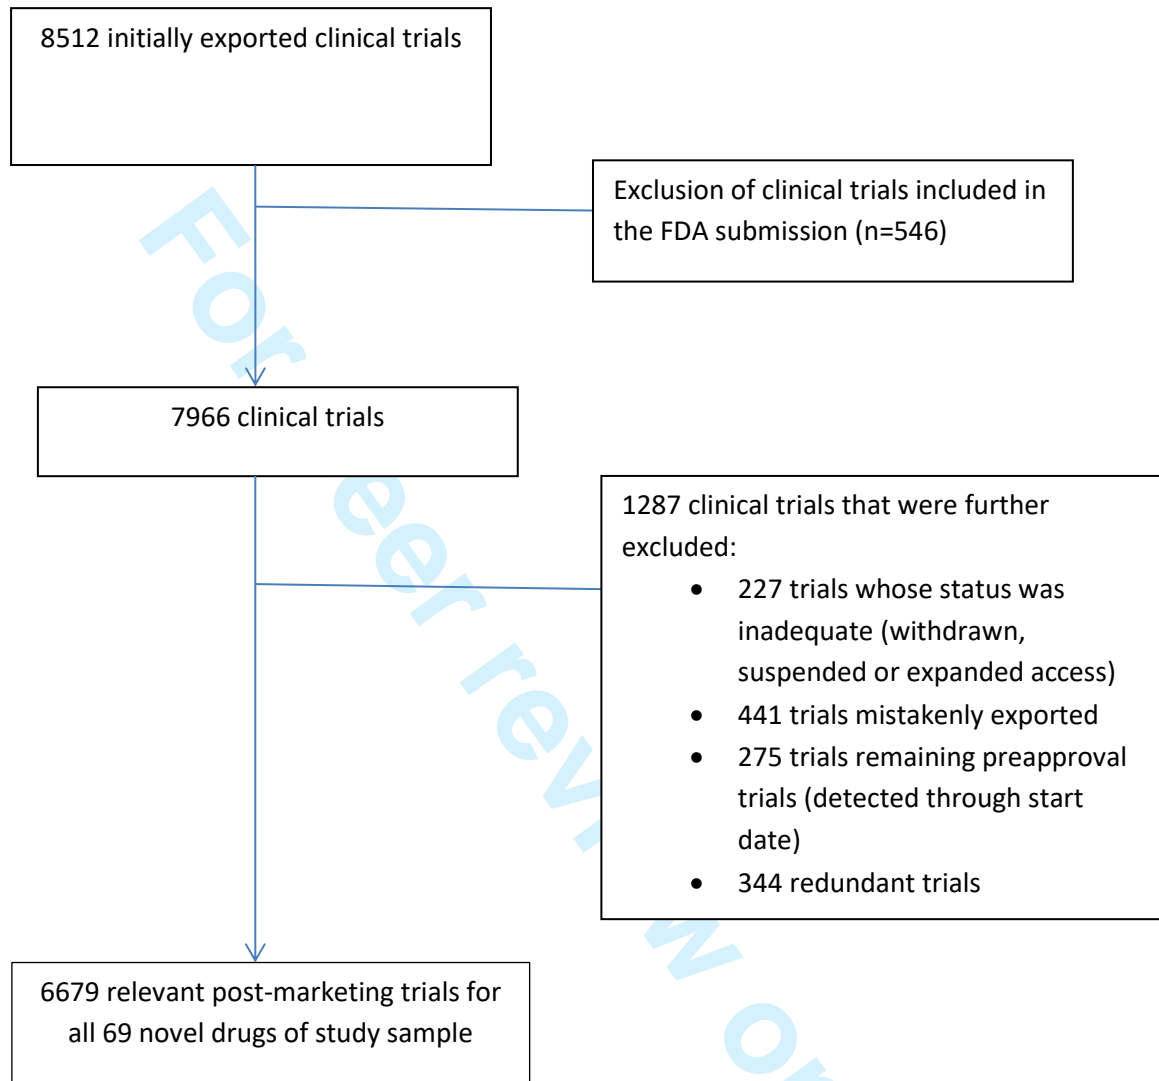 8512 initially exported clinical trials
Exclusion of clinical trials included in
the FDA submission (n=546)
7966 clinical trials
1287 clinical trials that were further
excluded:
• 227 trials whose status was
inadequate (withdrawn,
suspended or expanded access)
• 441 trials mistakenly exported
• 275 trials remaining preapproval
trials (detected through start
date)
• 344 redundant trials
6679 relevant post-marketing trials for
all 69 novel drugs of study sample
For eer review on